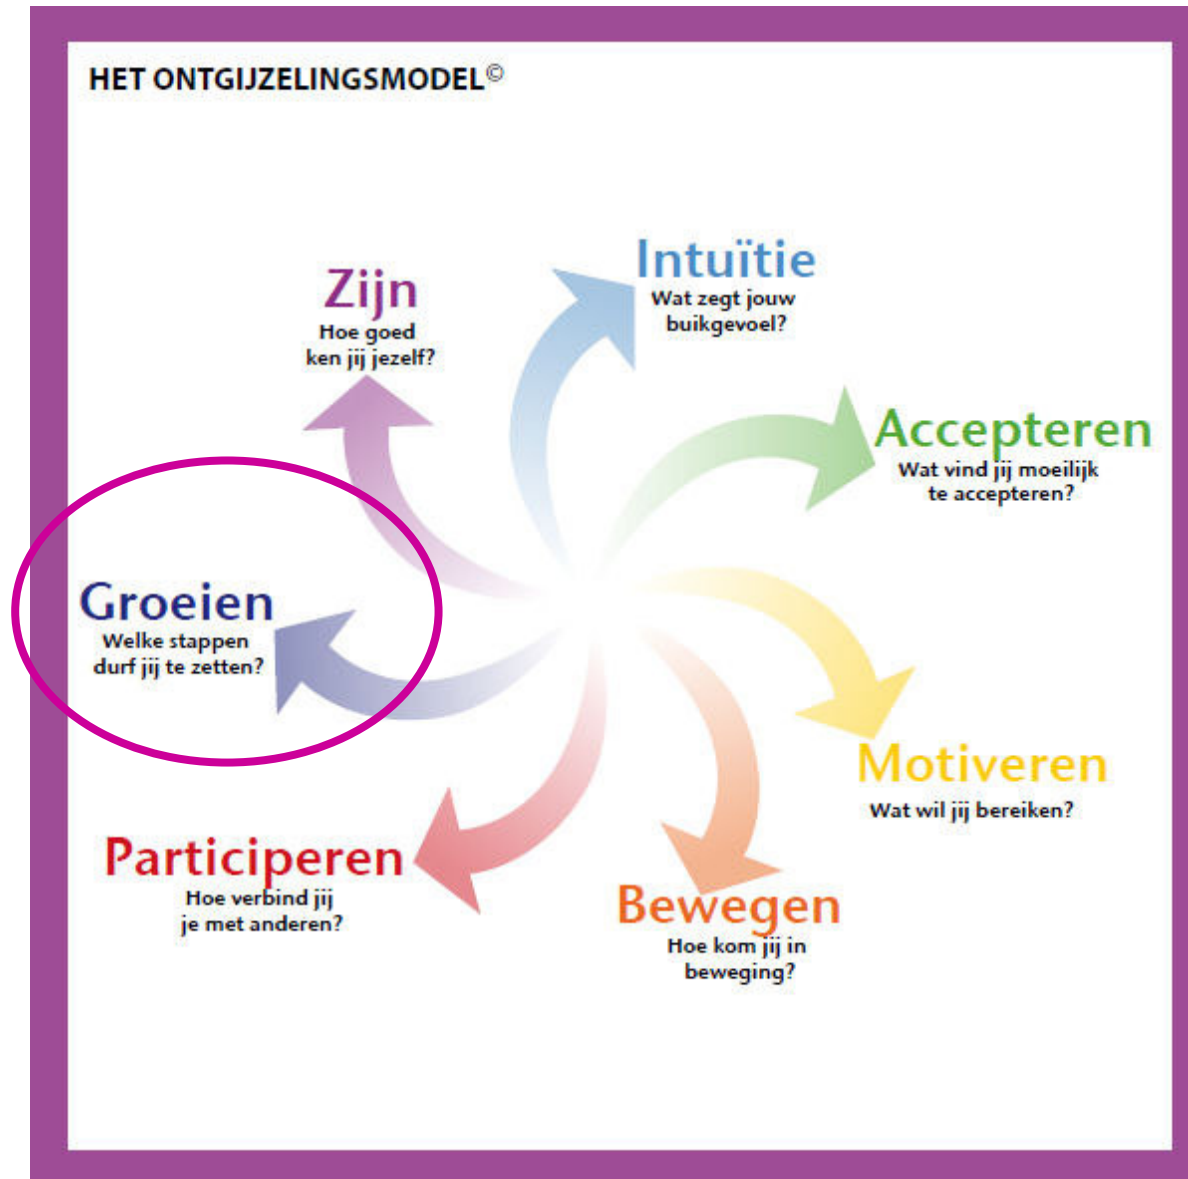 HET ONTGIJZELINGSMODEL©
Intuïtie
Wat zegt jouw
buikgevoel?
Zijn
Hoe goed
ken jij jezelf?
Accepteren
Wat vind jij moeilijk
te accepteren?
Groeien
Welke stappen
durf jij te zetten?
Motiveren
Wat wil jij bereiken?
Participeren
Hoe verbind jij
je met anderen?
Bewegen
Hoe kom jij in
beweging?